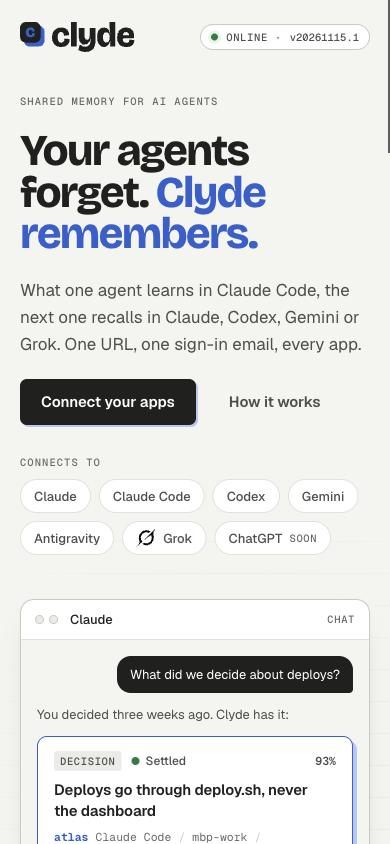 c clyde
ONLINE · v20261115.1
SHARED MEMORY FOR AI AGENTS
Your agents
forget. Clyde
remembers.
What one agent learns in Claude Code, the
next one recalls in Claude, Codex, Gemini or
Grok. One URL, one sign-in email, every app.
Connect your apps How it works
CONNECTS TO
Claude Claude Code Codex Gemini
Antigravity Grok ChatGPT SOON
Claude CHAT
What did we decide about deploys?
You decided three weeks ago. Clyde has it:
DECISION Settled 93%
Deploys go through deploy.sh, never
the dashboard
atlas Claude Code / mbp-work /